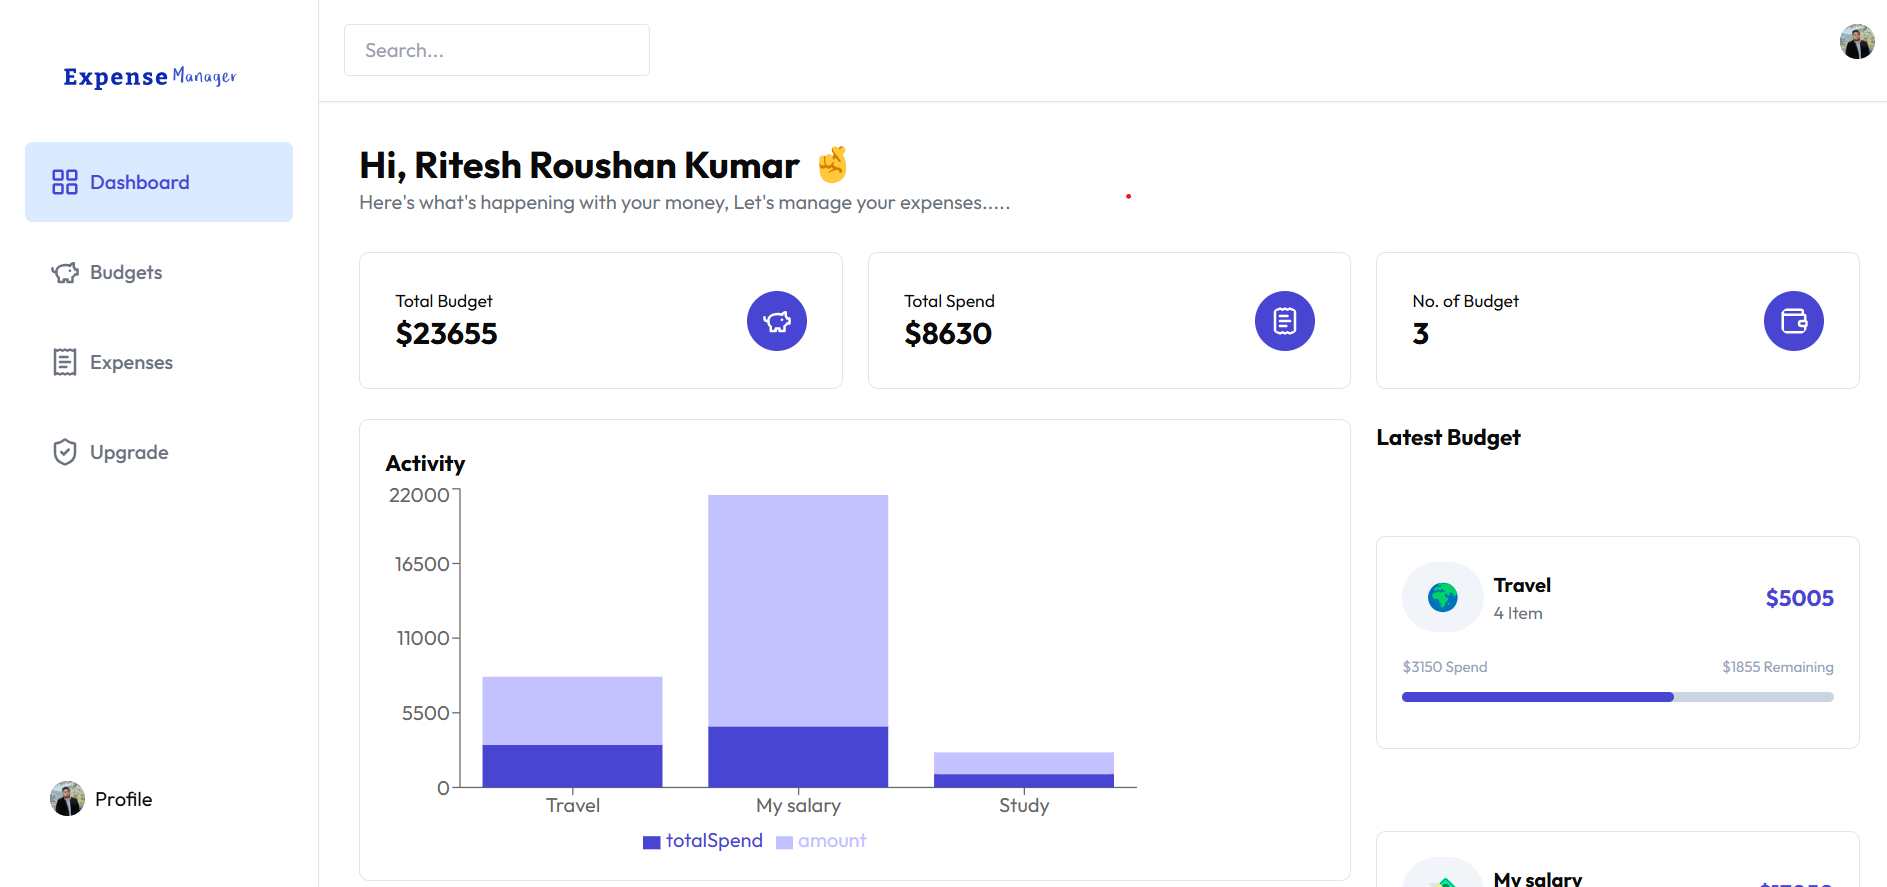 Expense Manager
Search...
Dashboard
Budgets
Expenses
Upgrade
Profile
Hi, Ritesh Roushan Kumar 🤞
Here's what's happening with your money, Let's manage your expenses.....
Total Budget
$23655
Total Spend
$8630
No. of Budget
3
Activity
22000
16500
11000
5500
0
Travel
My salary
Study
totalSpend
amount
Latest Budget
Travel
4 Item
$5005
$3150 Spend
$1855 Remaining
My salary